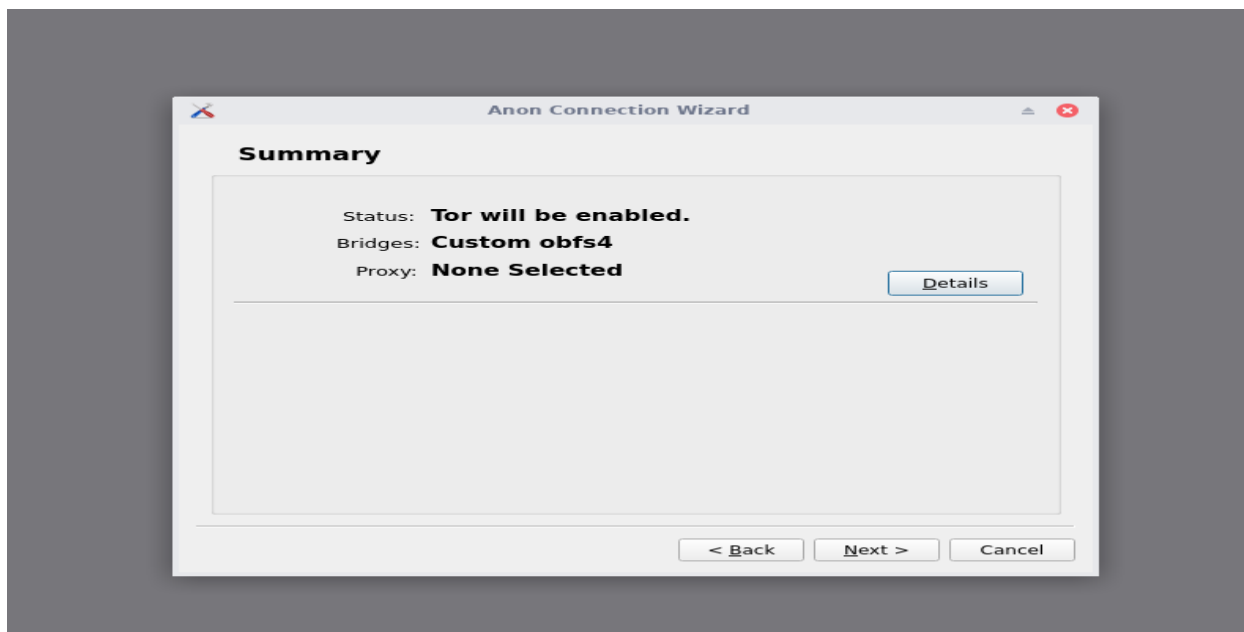 Anon Connection Wizard
Summary
Status: Tor will be enabled.
Bridges: Custom obfs4
Proxy: None Selected
Details
< Back Next > Cancel